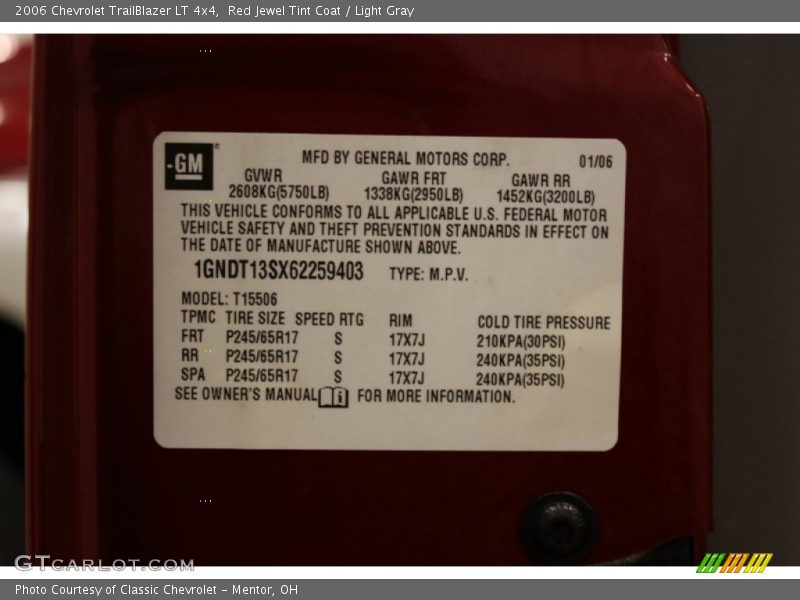 2006 Chevrolet TrailBlazer LT 4x4,  Red Jewel Tint Coat / Light Gray
GM
MFD BY GENERAL MOTORS CORP. 01/06
GVWR GAWR FRT GAWR RR
2608KG(5750LB) 1338KG(2950LB) 1452KG(3200LB)
THIS VEHICLE CONFORMS TO ALL APPLICABLE U.S. FEDERAL MOTOR
VEHICLE SAFETY AND THEFT PREVENTION STANDARDS IN EFFECT ON
THE DATE OF MANUFACTURE SHOWN ABOVE.
1GNDT13SX62259403 TYPE: M.P.V.
MODEL: T15506
TPMC TIRE SIZE SPEED RTG RIM COLD TIRE PRESSURE
FRT P245/65R17 S 17X7J 210KPA(30PSI)
RR P245/65R17 S 17X7J 240KPA(35PSI)
SPA P245/65R17 S 17X7J 240KPA(35PSI)
SEE OWNER'S MANUAL i FOR MORE INFORMATION.
GTCARLOT.COM
Photo Courtesy of Classic Chevrolet - Mentor, OH